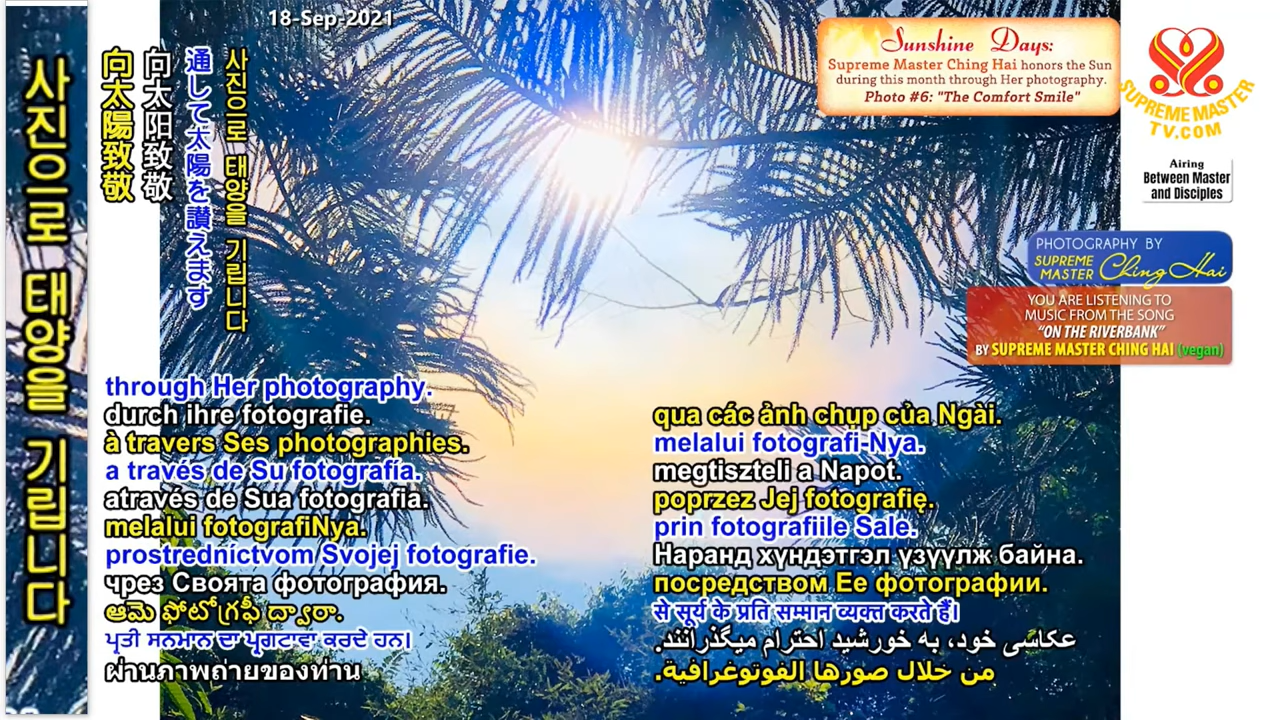 18-Sep-2021
사진으로 태양을 기립니다
向太陽致敬
向太阳致敬
通して太陽を讃えます
사진으로 태양을 기립니다
Sunshine Days:
Supreme Master Ching Hai honors the Sun
during this month through Her photography.
Photo #6: "The Comfort Smile"
SUPREME MASTER
TV.COM
Airing
Between Master
and Disciples
PHOTOGRAPHY BY
SUPREME
MASTER Ching Hai
YOU ARE LISTENING TO
MUSIC FROM THE SONG
"ON THE RIVERBANK"
BY SUPREME MASTER CHING HAI (vegan)
through Her photography.
durch ihre fotografie.
à travers Ses photographies.
a través de Su fotografía.
através de Sua fotografia.
melalui fotografiNya.
prostredníctvom Svojej fotografie.
чрез Своята фотография.
ఆమె ఫోటోగ్రఫీ ద్వారా.
ਪ੍ਰਤੀ ਸਨਮਾਨ ਦਾ ਪ੍ਰਗਟਾਵਾ ਕਰਦੇ ਹਨ।
ผ่านภาพถ่ายของท่าน
qua các ảnh chụp của Ngài.
melalui fotografi-Nya.
megtiszteli a Napot.
poprzez Jej fotografię.
prin fotografiile Sale.
Наранд хүндэтгэл үзүүлж байна.
посредством Ее фотографии.
से सूर्य के प्रति सम्मान व्यक्त करते हैं।
عکاسی خود، به خورشید احترام میگذرانند.
من خلال صورها الفوتوغرافية.